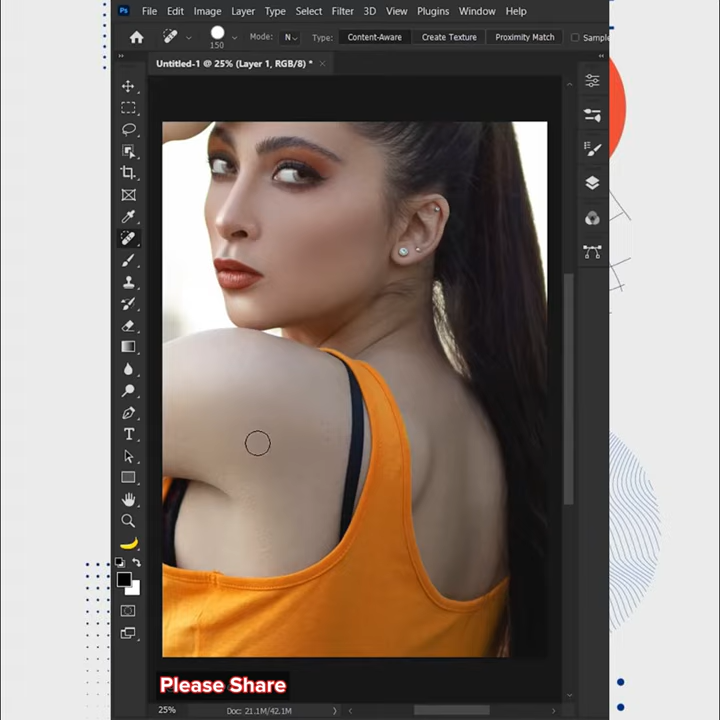 Ps File Edit Image Layer Type Select Filter 3D View Plugins Window Help
150 Mode: N Type: Content-Aware Create Texture Proximity Match Sample
Untitled-1 @ 25% (Layer 1, RGB/8) *
T
Please Share
25% Doc: 21.1M/42.1M